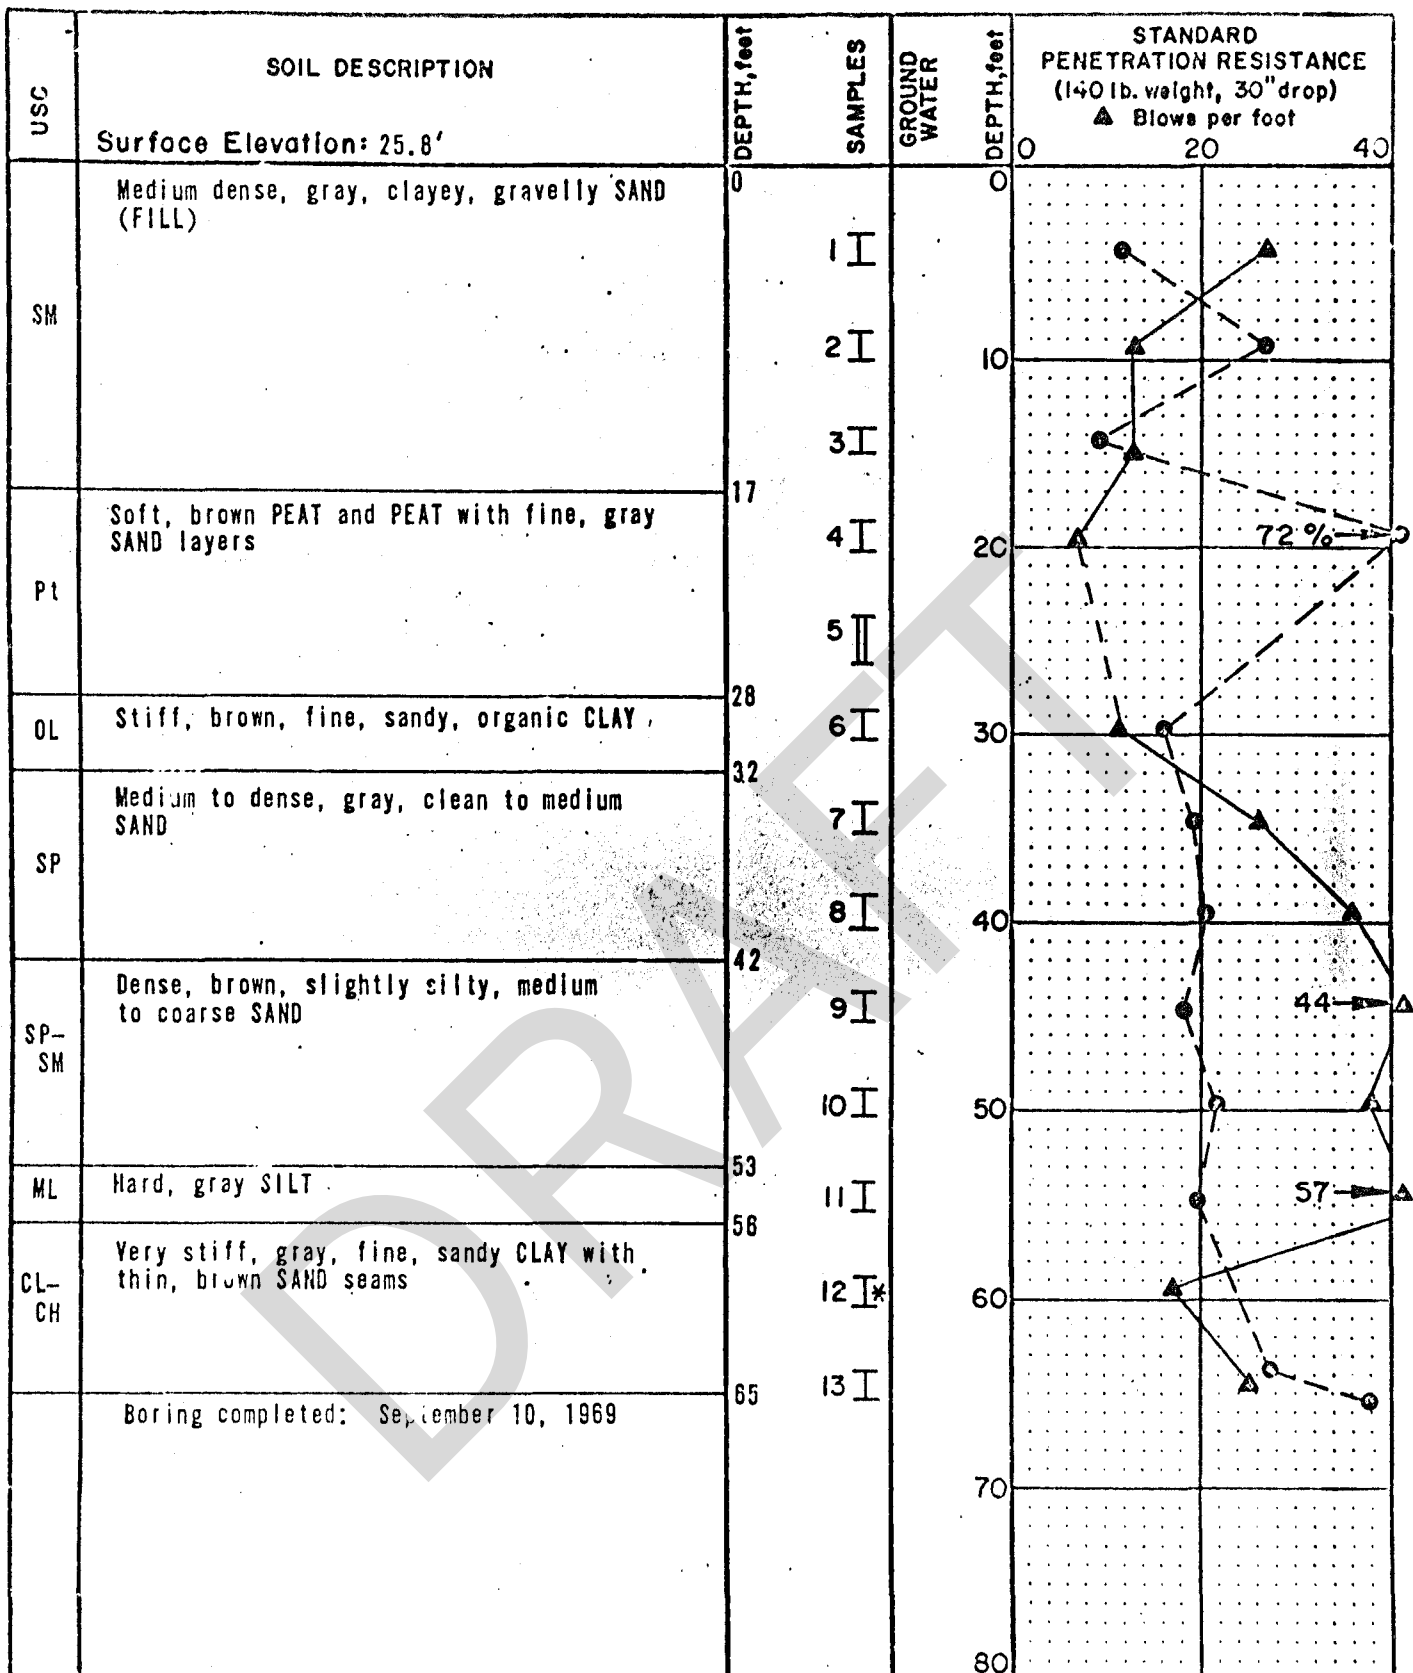 USC
SOIL DESCRIPTION
Surface Elevation: 25.8'
DEPTH, feet
SAMPLES
GROUND
WATER
DEPTH, feet
STANDARD
PENETRATION RESISTANCE
(140 lb. weight, 30" drop)
▲ Blows per foot
0 20 40
SM
Medium dense, gray, clayey, gravelly SAND
(FILL)
0
1
2
3
17
Pt
Soft, brown PEAT and PEAT with fine, gray
SAND layers
4
5
28
OL
Stiff, brown, fine, sandy, organic CLAY
6
32
SP
Medium to dense, gray, clean to medium
SAND
7
8
42
SP-
SM
Dense, brown, slightly silty, medium
to coarse SAND
9
10
53
ML
Hard, gray SILT
11
56
CL-
CH
Very stiff, gray, fine, sandy CLAY with
thin, brown SAND seams
12 *
13
65
Boring completed: September 10, 1969
0
10
20
30
40
50
60
70
80
72%
44
57
DRAFT